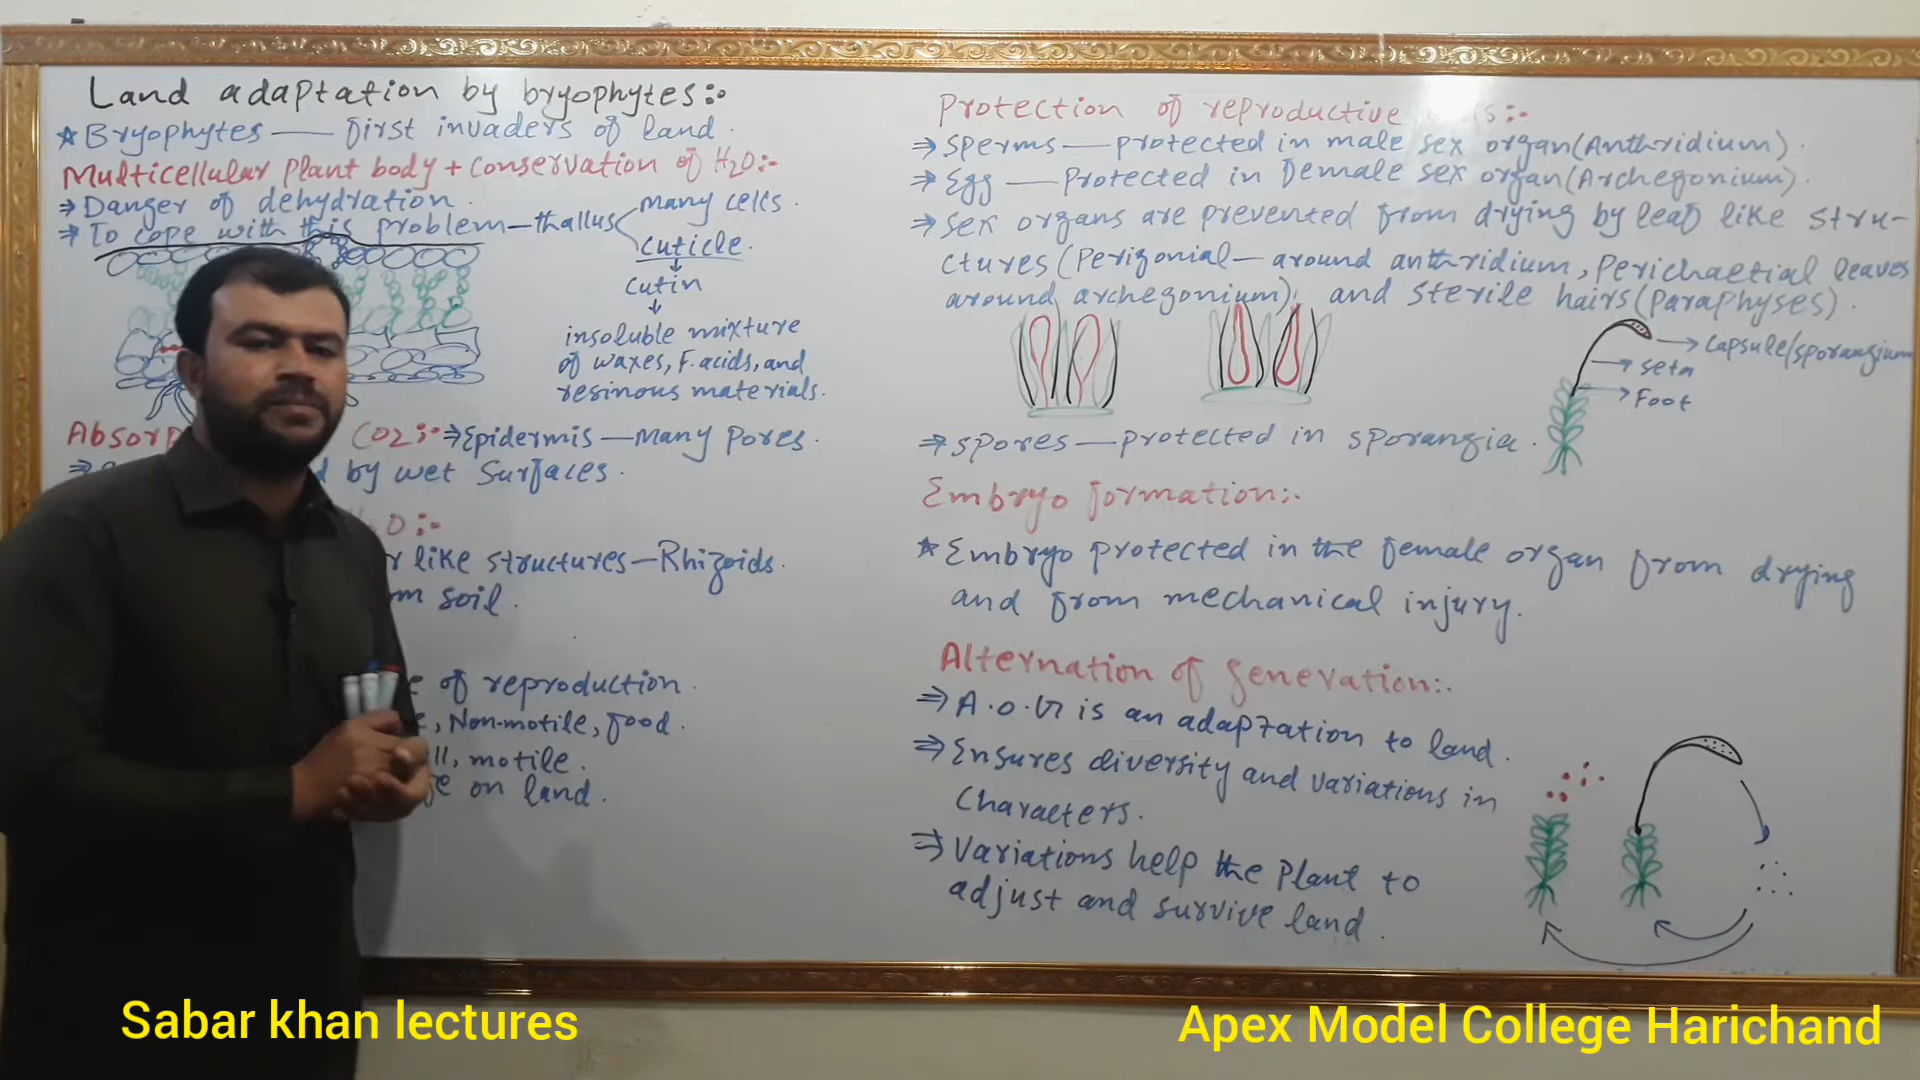 Land adaptation by bryophytes:-
* Bryophytes — first invaders of land.
Multicellular Plant body + conservation of H2O:-
⇒ Danger of dehydration.
⇒ To cope with this problem — thallus
many cells.
cuticle.
↓
cutin
↓
insoluble mixture
of waxes, F.acids, and
resinous materials.
CO2:- ⇒ Epidermis — Many Pores.
by wet Surfaces.
like structures — Rhizoids.
soil.
of reproduction.
Non-motile, food.
motile.
on land.
Protection of reproductive
⇒ Sperms — protected in male sex organ (Anthridium).
⇒ Egg — Protected in Female sex organ (Archegonium).
⇒ Sex organs are prevented from drying by leaf like stru-
ctures (Perigonial — around anthridium, Perichaetial leaves
around archegonium), and sterile hairs (Paraphyses).
→ Capsule/sporangium
→ seta
→ Foot
⇒ Spores — protected in sporangia.
Embryo formation:.
* Embryo protected in the female organ from drying
and from mechanical injury.
Alternation of generation:.
⇒ A.o.G is an adaptation to land.
⇒ Ensures diversity and variations in
Characters.
⇒ Variations help the Plant to
adjust and survive land.
Sabar khan lectures
Apex Model College Harichand